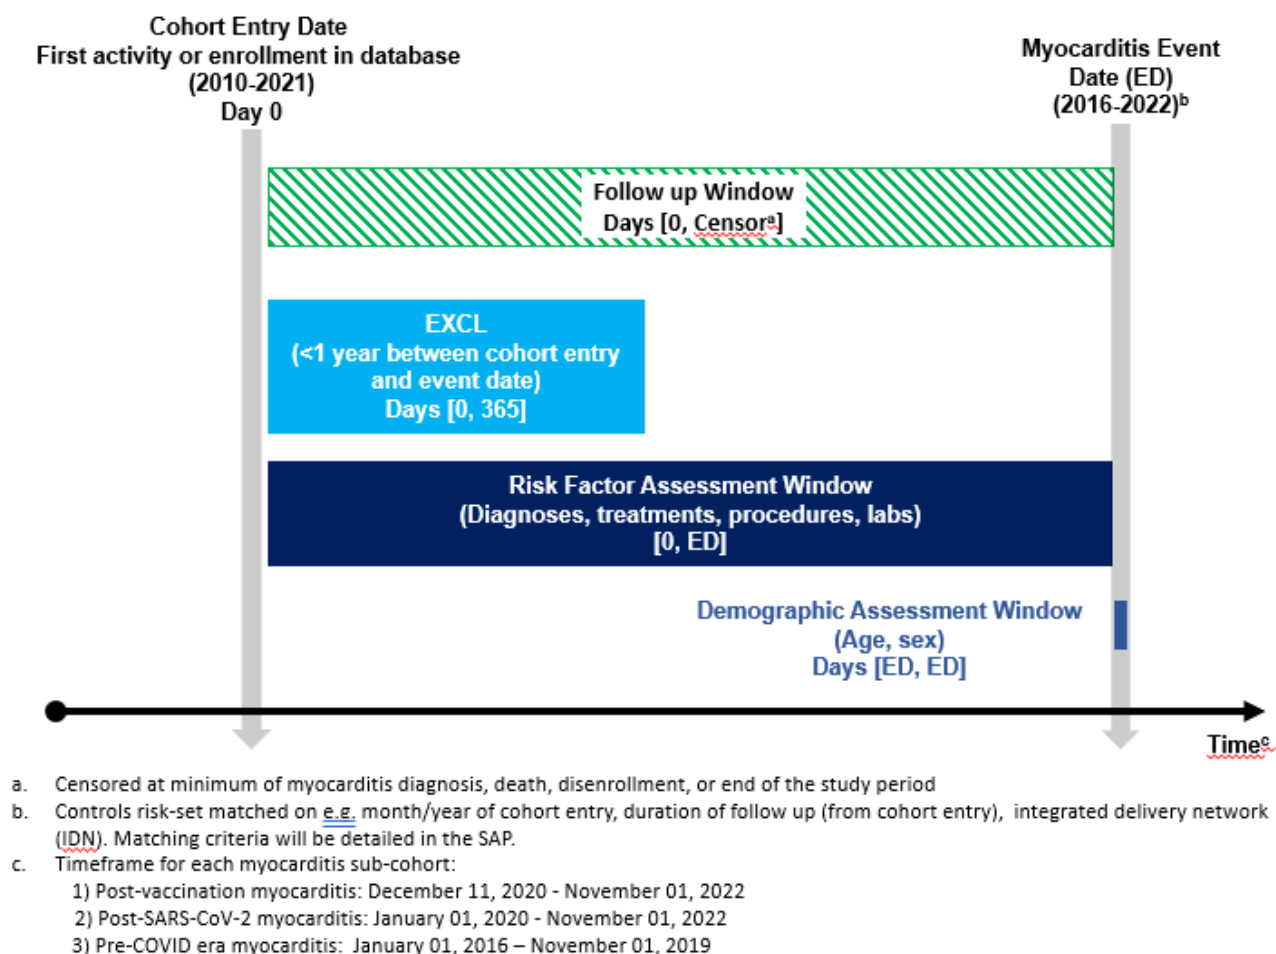 Cohort Entry Date
First activity or enrollment in database
(2010-2021)
Day 0
Myocarditis Event
Date (ED)
(2016-2022)ᵇ
Follow up Window
Days [0, Censorᵃ]
EXCL
(<1 year between cohort entry
and event date)
Days [0, 365]
Risk Factor Assessment Window
(Diagnoses, treatments, procedures, labs)
[0, ED]
Demographic Assessment Window
(Age, sex)
Days [ED, ED]
Timeᶜ
a. Censored at minimum of myocarditis diagnosis, death, disenrollment, or end of the study period
b. Controls risk-set matched on e.g. month/year of cohort entry, duration of follow up (from cohort entry), integrated delivery network
(IDN). Matching criteria will be detailed in the SAP.
c. Timeframe for each myocarditis sub-cohort:
1) Post-vaccination myocarditis: December 11, 2020 - November 01, 2022
2) Post-SARS-CoV-2 myocarditis: January 01, 2020 - November 01, 2022
3) Pre-COVID era myocarditis: January 01, 2016 – November 01, 2019